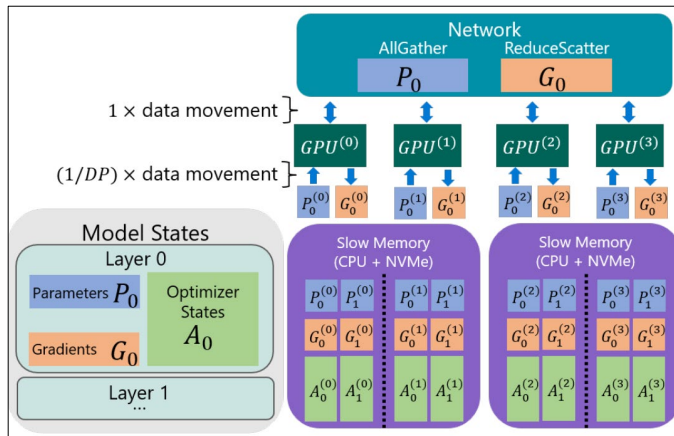 Network
AllGather
ReduceScatter
P₀
G₀
1 × data movement
GPU⁽⁰⁾
GPU⁽¹⁾
GPU⁽²⁾
GPU⁽³⁾
(1/DP) × data movement
P₀⁽⁰⁾ G₀⁽⁰⁾
P₀⁽¹⁾ G₀⁽¹⁾
P₀⁽²⁾ G₀⁽²⁾
P₀⁽³⁾ G₀⁽³⁾
Model States
Layer 0
Parameters P₀
Gradients G₀
Optimizer
States
A₀
Layer 1
...
Slow Memory
(CPU + NVMe)
P₀⁽⁰⁾ P₁⁽⁰⁾ P₀⁽¹⁾ P₁⁽¹⁾
G₀⁽⁰⁾ G₁⁽⁰⁾ G₀⁽¹⁾ G₁⁽¹⁾
A₀⁽⁰⁾ A₁⁽⁰⁾ A₀⁽¹⁾ A₁⁽¹⁾
Slow Memory
(CPU + NVMe)
P₀⁽²⁾ P₁⁽²⁾ P₀⁽³⁾ P₁⁽³⁾
G₀⁽²⁾ G₁⁽²⁾ G₀⁽³⁾ G₁⁽³⁾
A₀⁽²⁾ A₁⁽²⁾ A₀⁽³⁾ A₁⁽³⁾